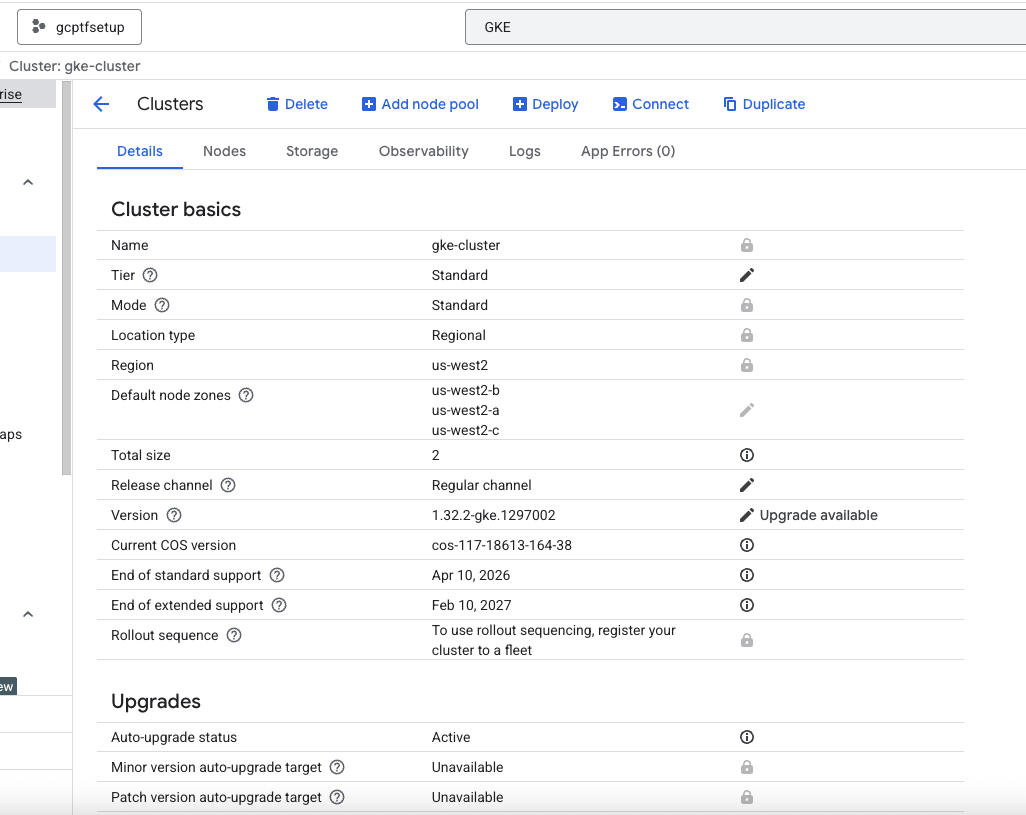 gcptfsetup
GKE
Cluster: gke-cluster
rise
Clusters
Delete
Add node pool
Deploy
Connect
Duplicate
Details
Nodes
Storage
Observability
Logs
App Errors (0)
Cluster basics
Name gke-cluster
Tier Standard
Mode Standard
Location type Regional
Region us-west2
Default node zones us-west2-b
us-west2-a
us-west2-c
aps
Total size 2
Release channel Regular channel
Version 1.32.2-gke.1297002 Upgrade available
Current COS version cos-117-18613-164-38
End of standard support Apr 10, 2026
End of extended support Feb 10, 2027
Rollout sequence To use rollout sequencing, register your
cluster to a fleet
ew
Upgrades
Auto-upgrade status Active
Minor version auto-upgrade target Unavailable
Patch version auto-upgrade target Unavailable